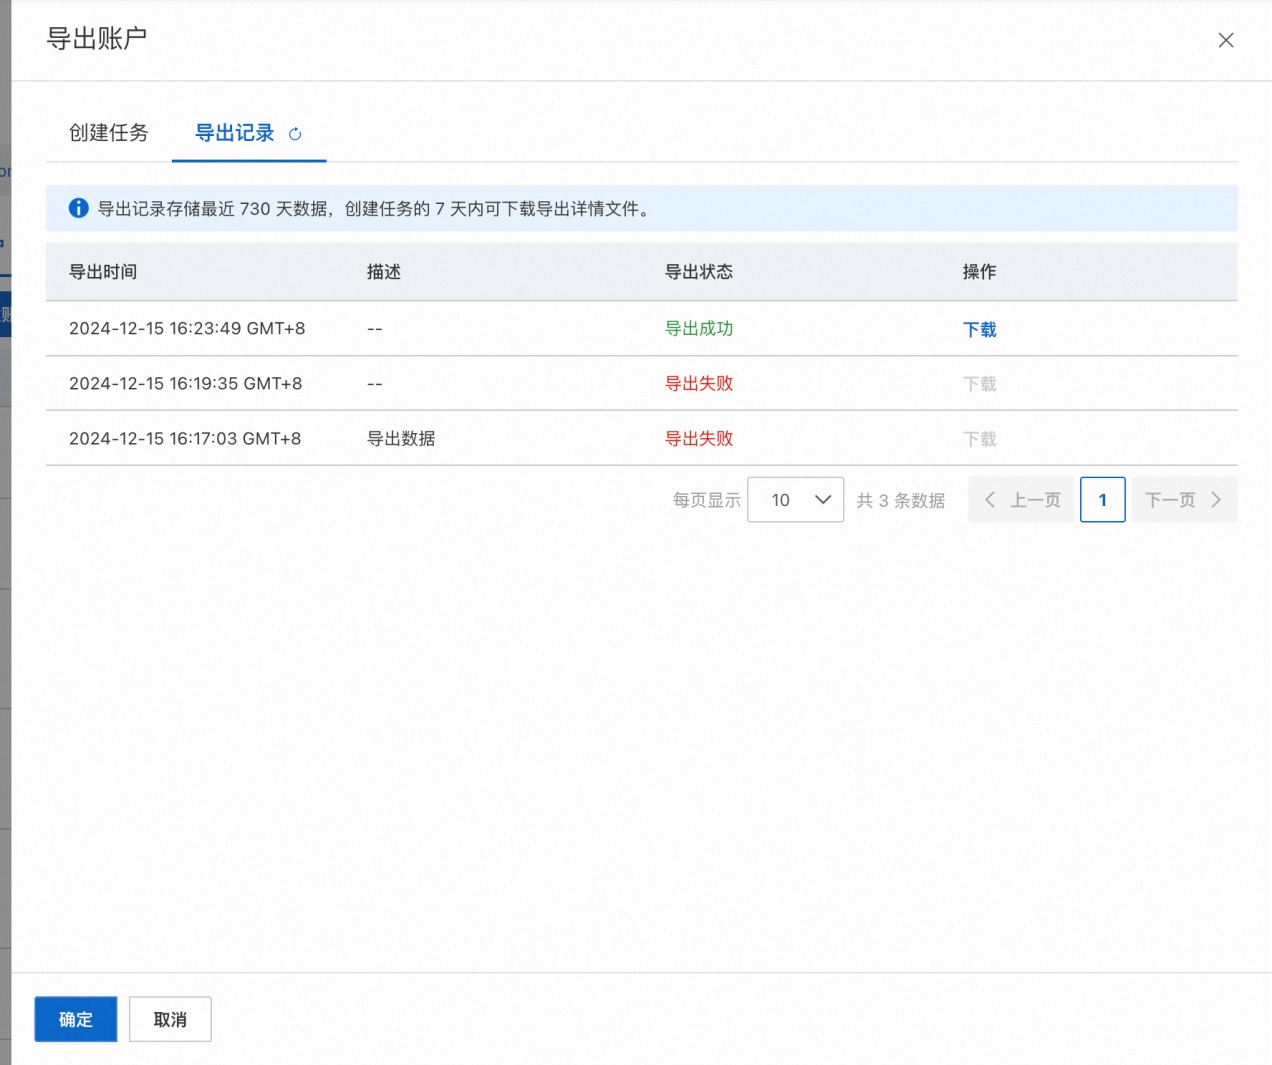 导出账户
创建任务 导出记录
导出记录存储最近 730 天数据，创建任务的 7 天内可下载导出详情文件。
导出时间 描述 导出状态 操作
2024-12-15 16:23:49 GMT+8 -- 导出成功 下载
2024-12-15 16:19:35 GMT+8 -- 导出失败 下载
2024-12-15 16:17:03 GMT+8 导出数据 导出失败 下载
每页显示 10 共 3 条数据 上一页 1 下一页
确定 取消